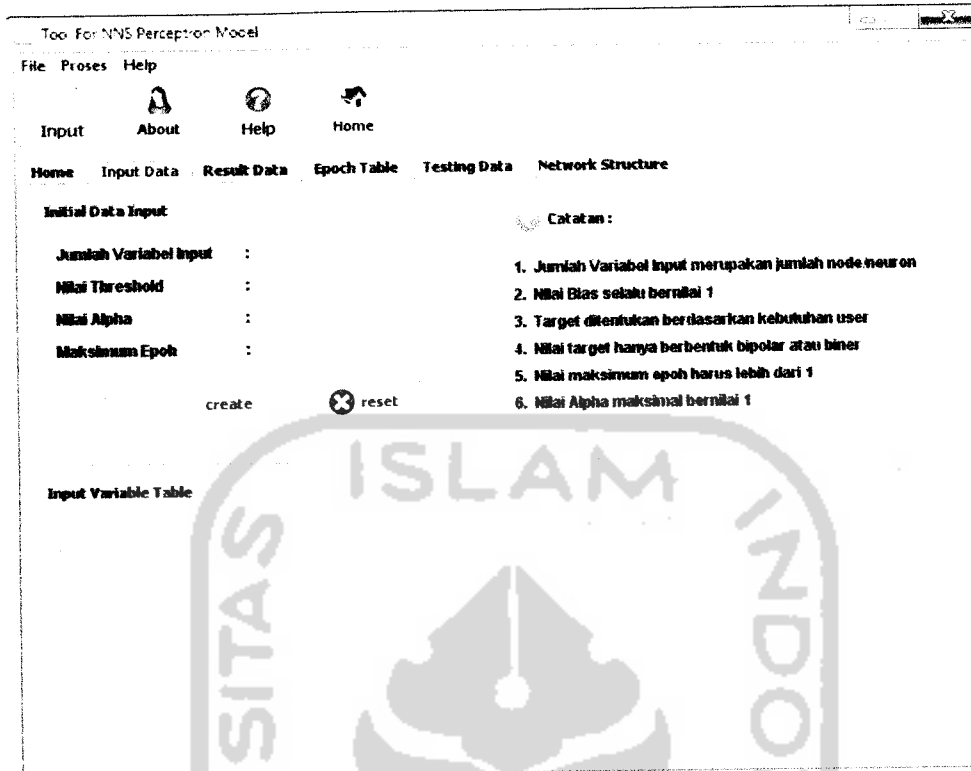 Tool For NNS Perceptron Model
File Proses Help
Input About Help Home
Home Input Data Result Data Epoch Table Testing Data Network Structure
Initial Data Input
Jumlah Variabel Input :
Nilai Threshold :
Nilai Alpha :
Maksimum Epoh :
create reset
Catatan :
1. Jumlah Variabel Input merupakan jumlah node/neuron
2. Nilai Bias selalu bernilai 1
3. Target ditentukan berdasarkan kebutuhan user
4. Nilai target hanya berbentuk bipolar atau biner
5. Nilai maksimum epoh harus lebih dari 1
6. Nilai Alpha maksimal bernilai 1
Input Variable Table
ISLAM
SITAS
INDO